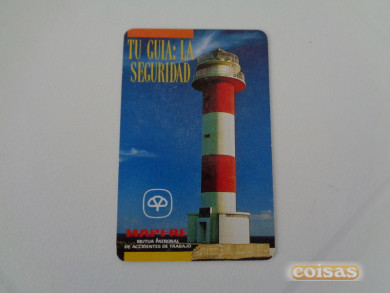 TU GUIA: LA
SEGURIDAD
MAPFRE
MUTUA PATRONAL
DE ACCIDENTES DE TRABAJO
coisas